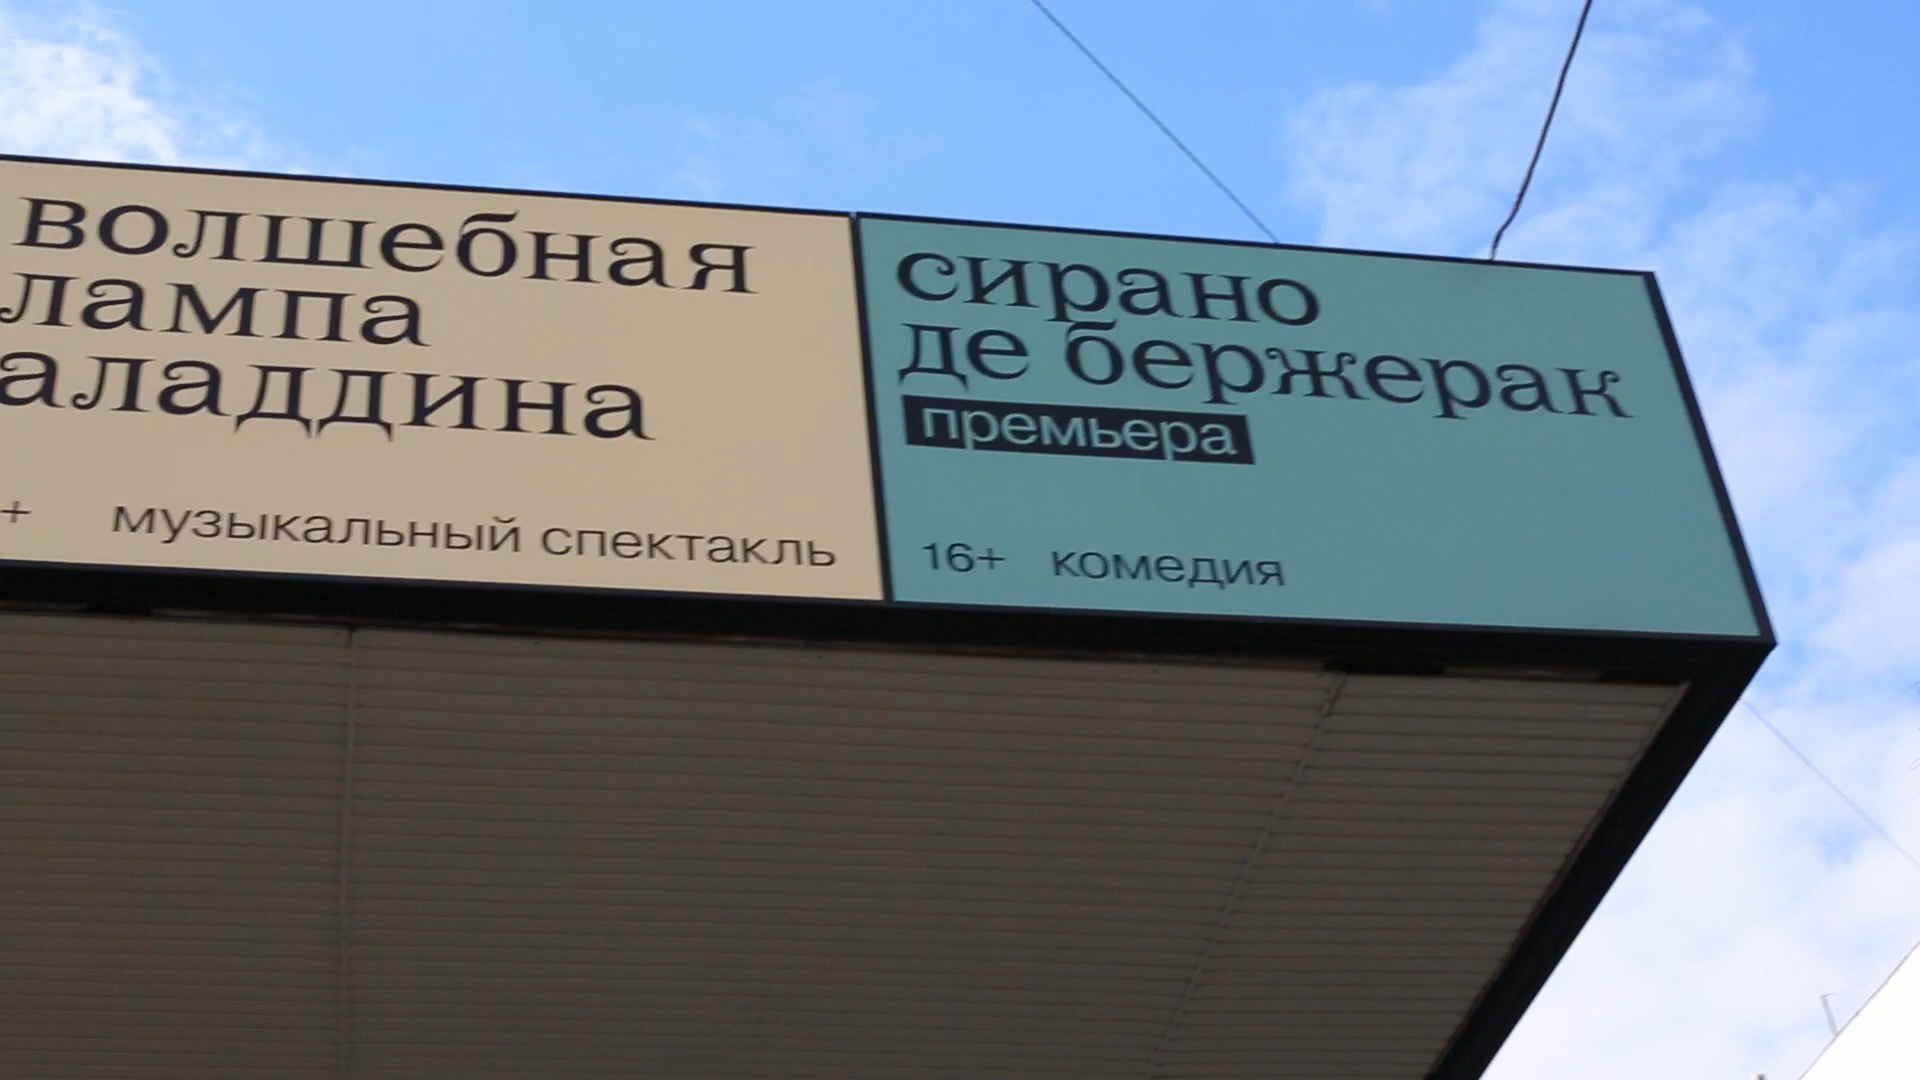 волшебная
лампа
аладдина
+ музыкальный спектакль
сирано
де бержерак
премьера
16+ комедия